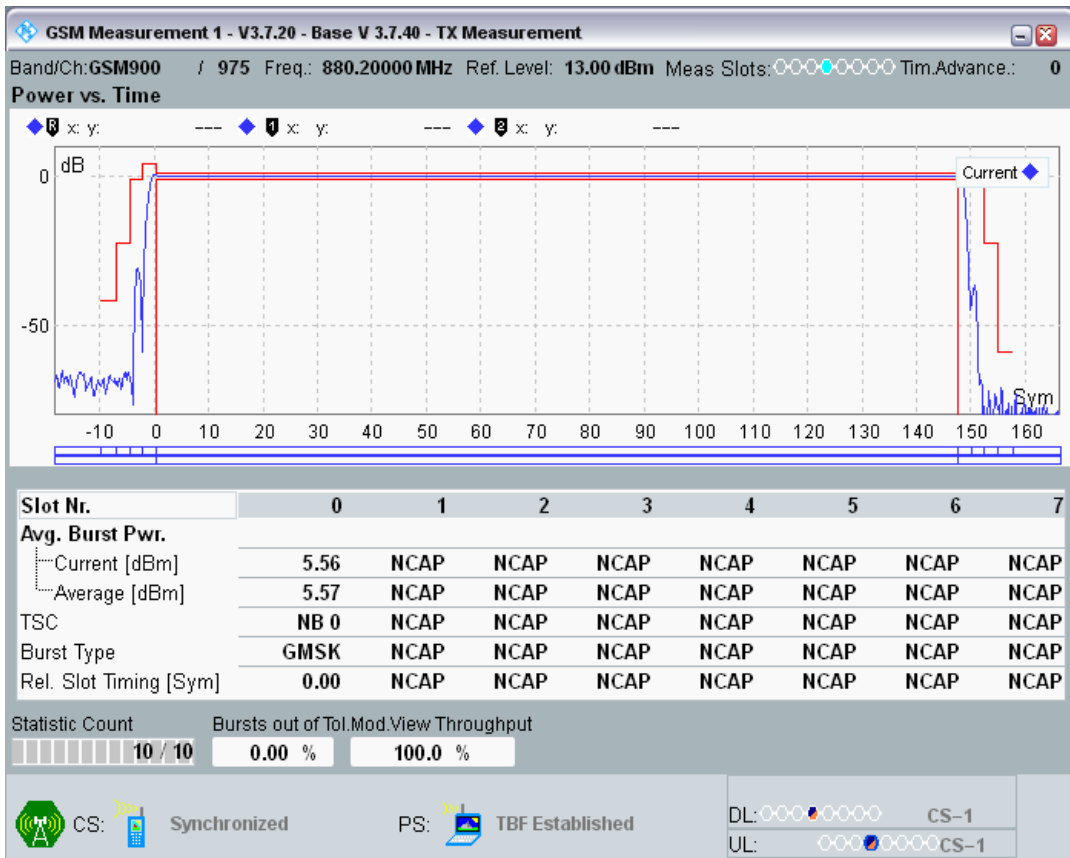 GSM Measurement 1 - V3.7.20 - Base V 3.7.40 - TX Measurement
Band/Ch:GSM900 / 975 Freq.: 880.20000 MHz Ref. Level: 13.00 dBm Meas Slots: Tim.Advance.: 0
Power vs. Time
R x: y: --- 1 x: y: --- 2 x: y: ---
dB
Current
0
-50
Sym
-10 0 10 20 30 40 50 60 70 80 90 100 110 120 130 140 150 160
Slot Nr. 0 1 2 3 4 5 6 7
Avg. Burst Pwr.
Current [dBm] 5.56 NCAP NCAP NCAP NCAP NCAP NCAP NCAP
Average [dBm] 5.57 NCAP NCAP NCAP NCAP NCAP NCAP NCAP
TSC NB 0 NCAP NCAP NCAP NCAP NCAP NCAP NCAP
Burst Type GMSK NCAP NCAP NCAP NCAP NCAP NCAP NCAP
Rel. Slot Timing [Sym] 0.00 NCAP NCAP NCAP NCAP NCAP NCAP NCAP
Statistic Count Bursts out of Tol.Mod.View Throughput
10 / 10 0.00 % 100.0 %
CS: Synchronized PS: TBF Established
DL: CS-1
UL: CS-1